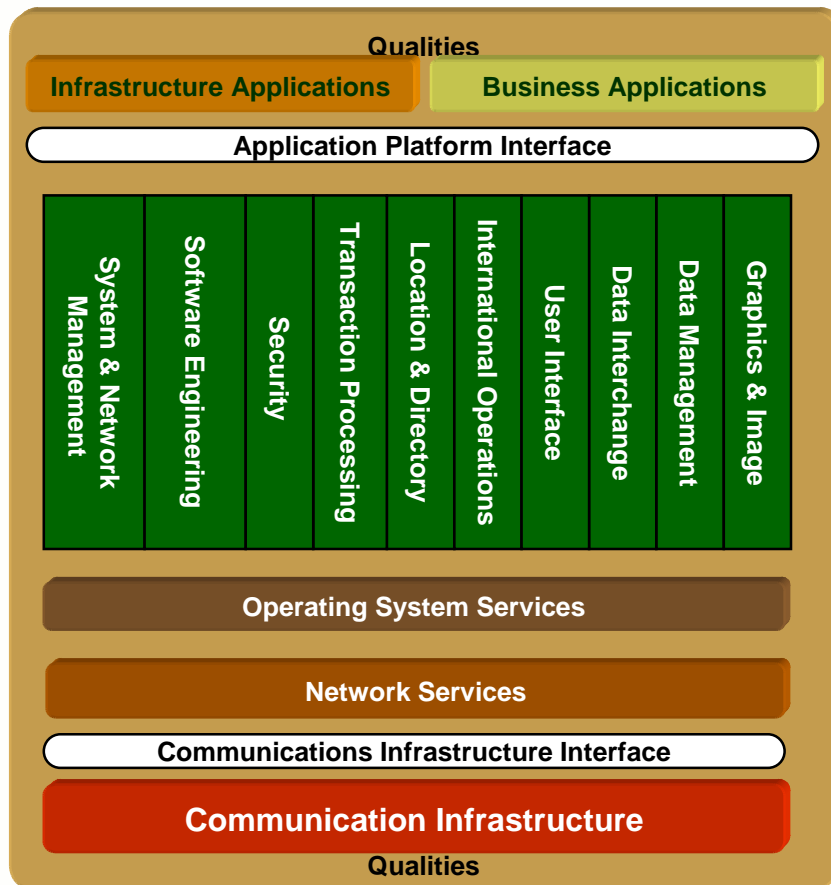 Qualities
Infrastructure Applications
Business Applications
Application Platform Interface
System & Network
Management
Software Engineering
Security
Transaction Processing
Location & Directory
International Operations
User Interface
Data Interchange
Data Management
Graphics & Image
Operating System Services
Network Services
Communications Infrastructure Interface
Communication Infrastructure
Qualities